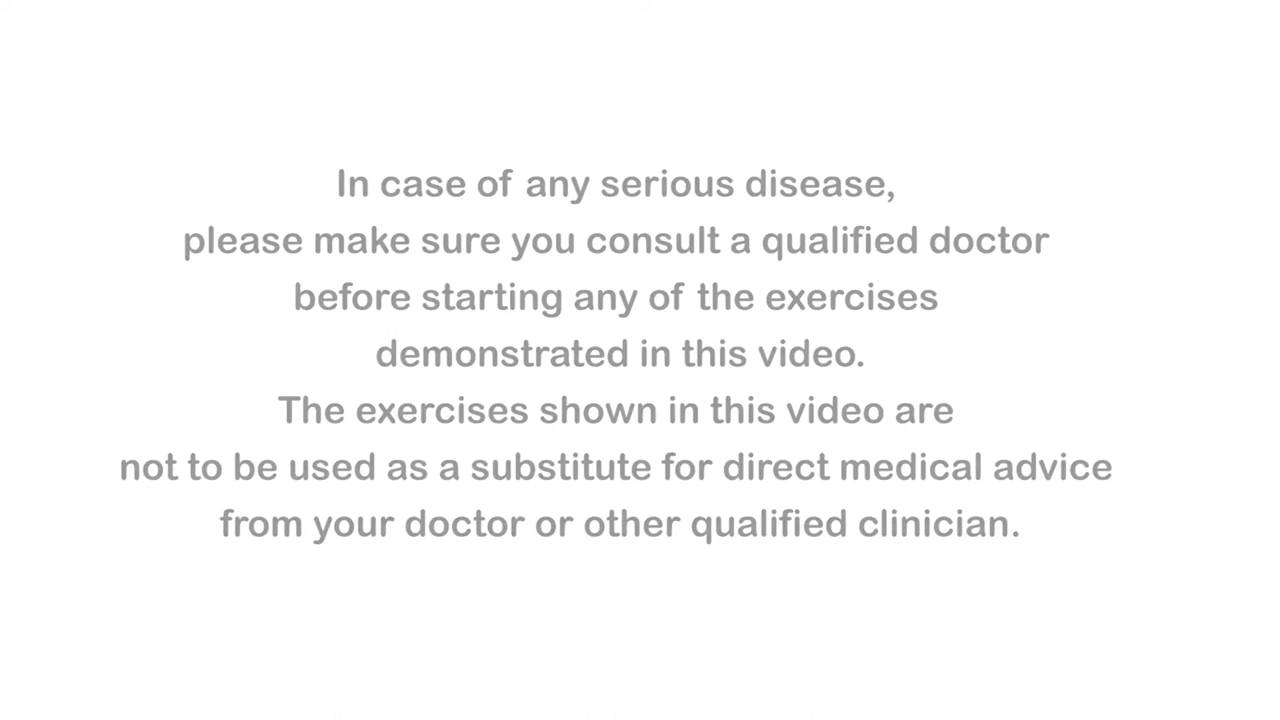 In case of any serious disease,
please make sure you consult a qualified doctor
before starting any of the exercises
demonstrated in this video.
The exercises shown in this video are
not to be used as a substitute for direct medical advice
from your doctor or other qualified clinician.